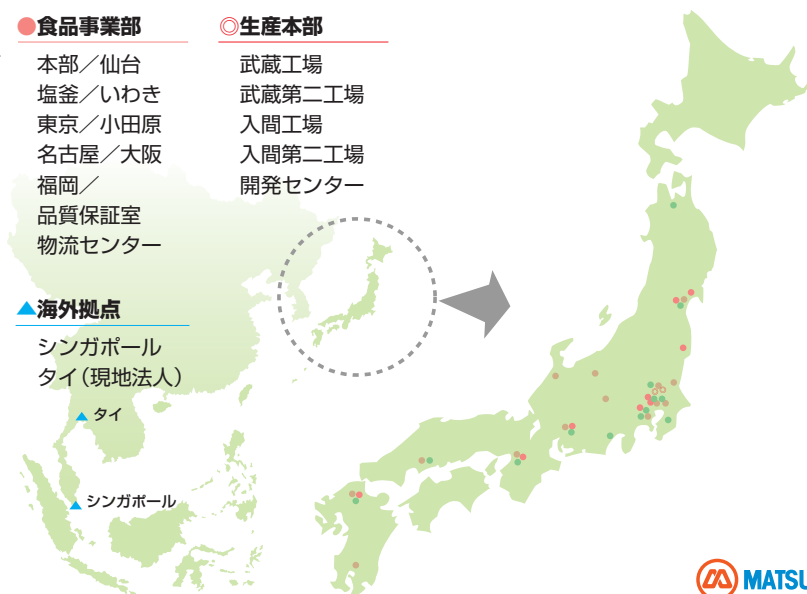 ●食品事業部
本部／仙台
塩釜／いわき
東京／小田原
名古屋／大阪
福岡／
品質保証室
物流センター
◎生産本部
武蔵工場
武蔵第二工場
入間工場
入間第二工場
開発センター
▲海外拠点
シンガポール
タイ（現地法人）
タイ
シンガポール
MATSU